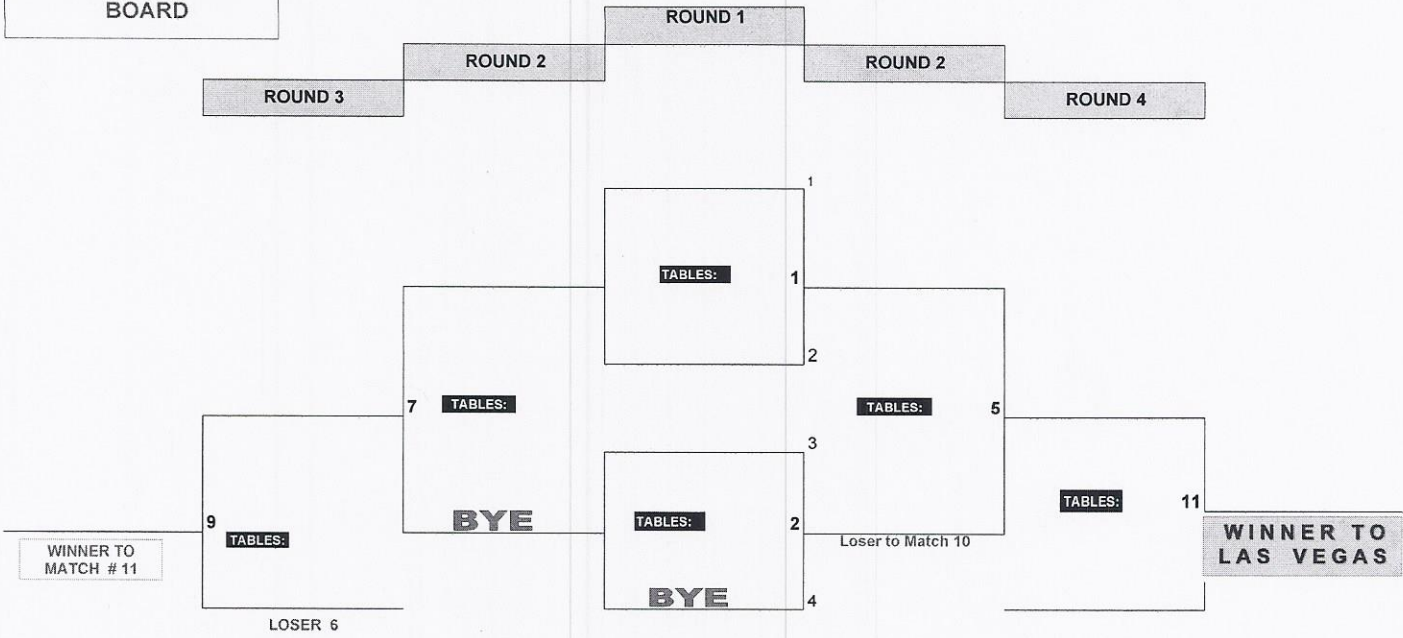 BOARD
ROUND 1
ROUND 2
ROUND 2
ROUND 3
ROUND 4
1
TABLES:
1
2
7
TABLES:
TABLES:
5
3
9
TABLES:
BYE
TABLES:
2
Loser to Match 10
TABLES:
11
WINNER TO
MATCH # 11
WINNER TO
LAS VEGAS
BYE
4
LOSER 6